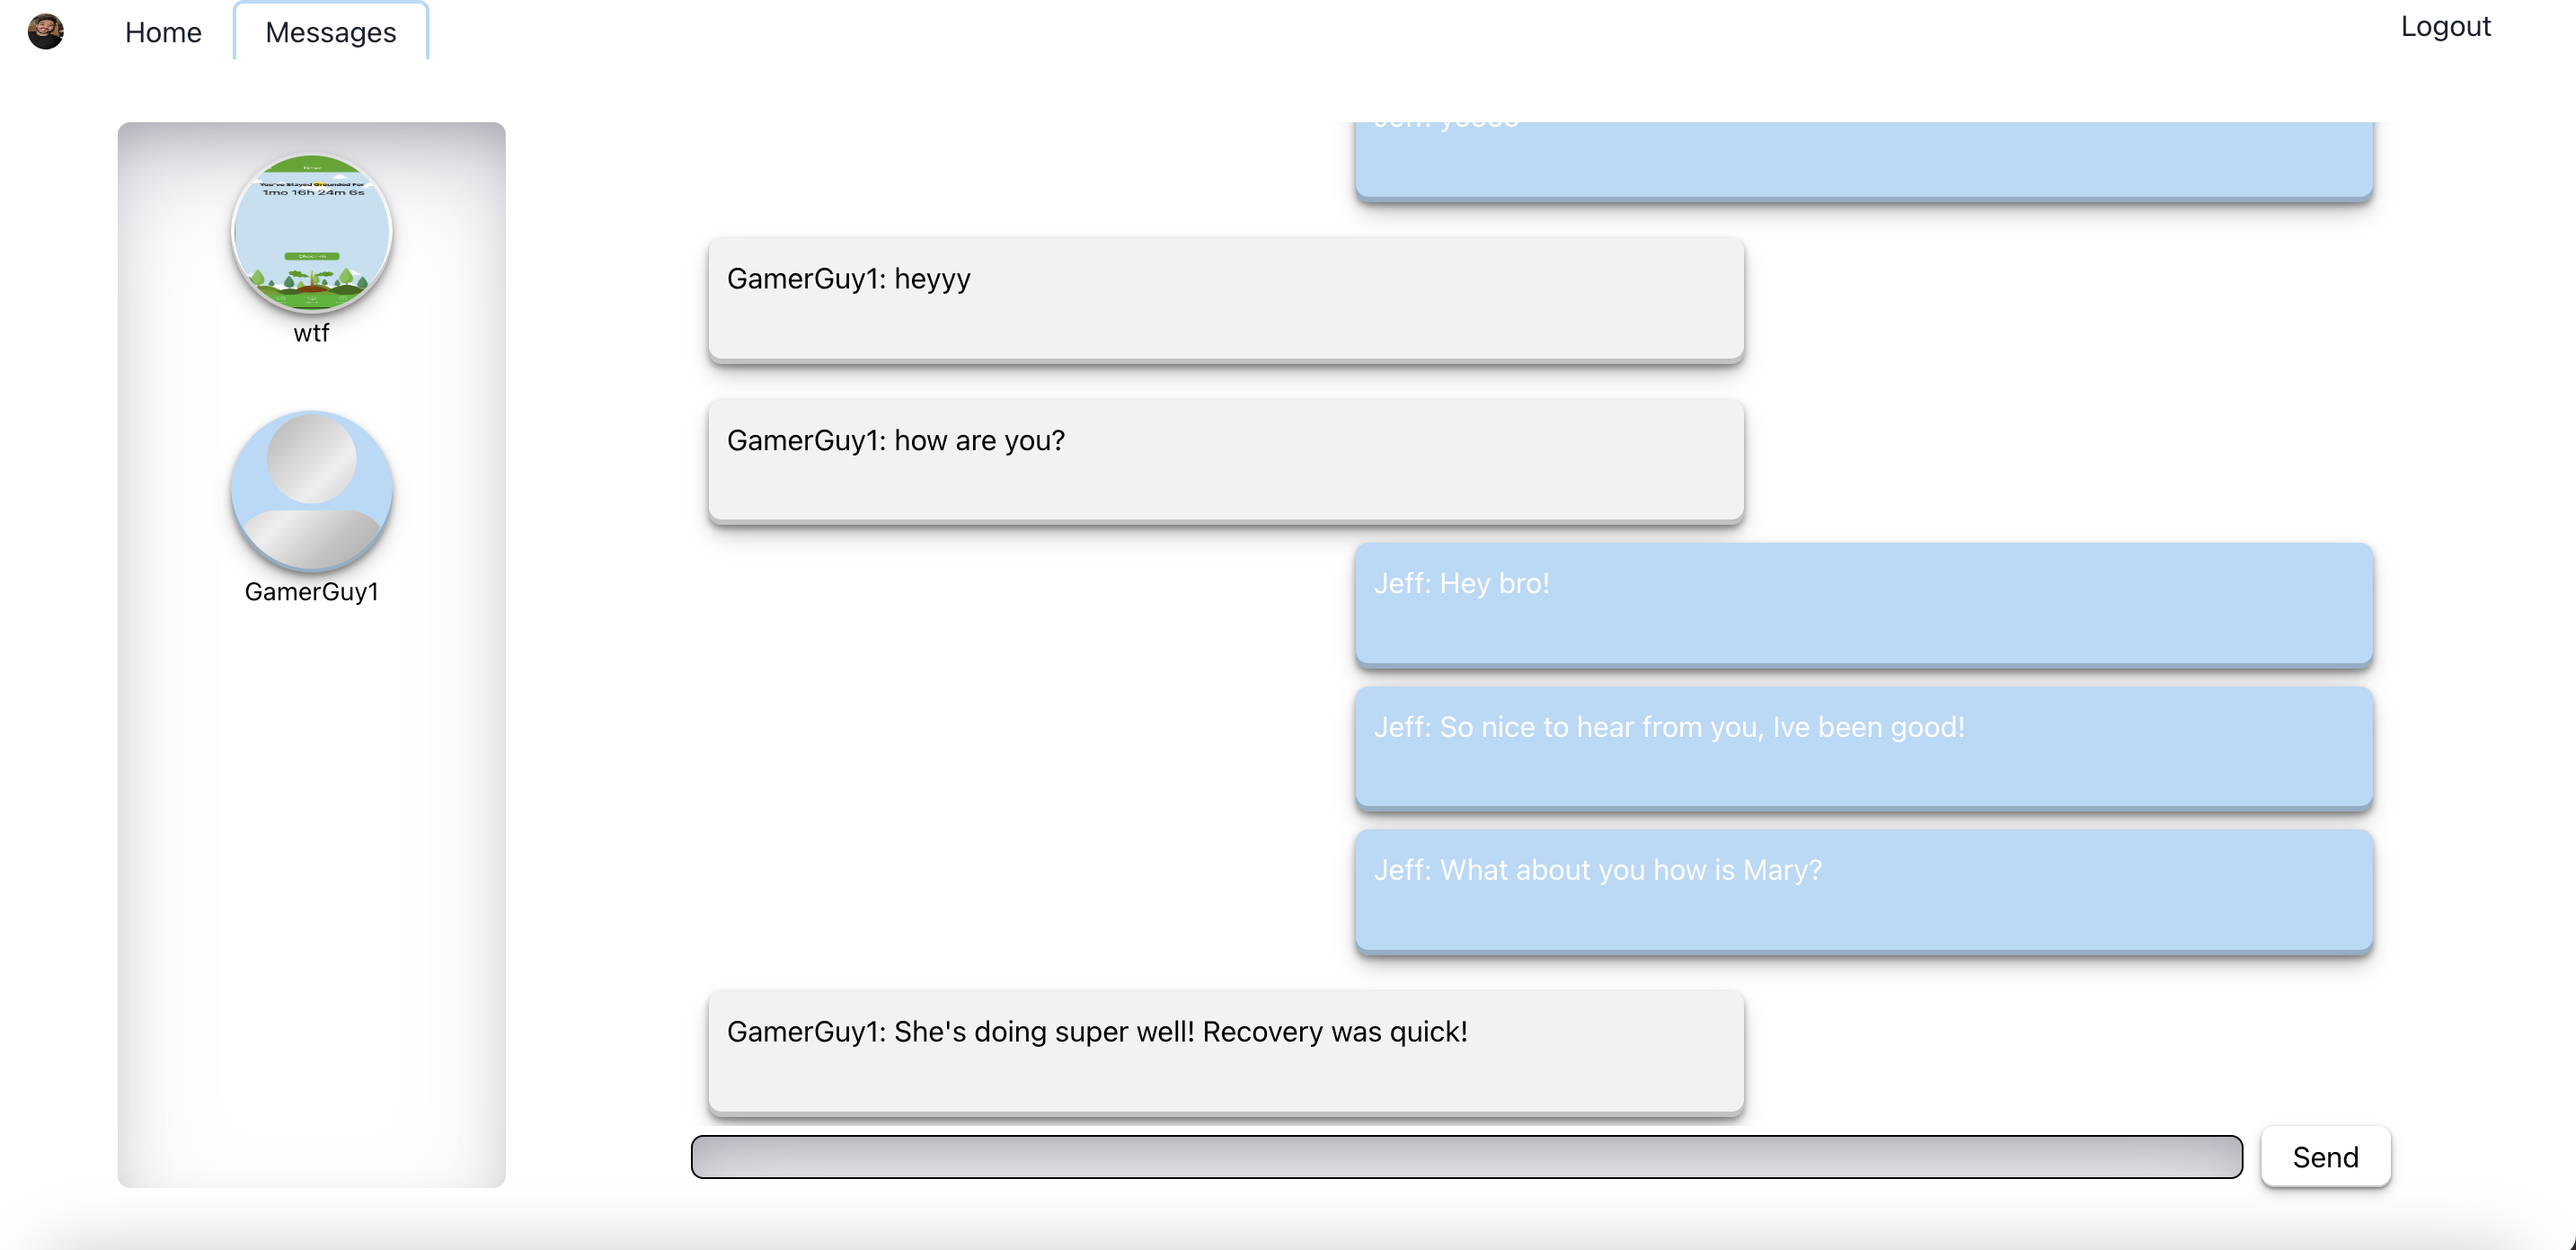 Home
Messages
Logout
You've Stayed Grounded For
1mo 16h 24m 6s
wtf
GamerGuy1
GamerGuy1: heyyy
GamerGuy1: how are you?
Jeff: Hey bro!
Jeff: So nice to hear from you, Ive been good!
Jeff: What about you how is Mary?
GamerGuy1: She's doing super well! Recovery was quick!
Send